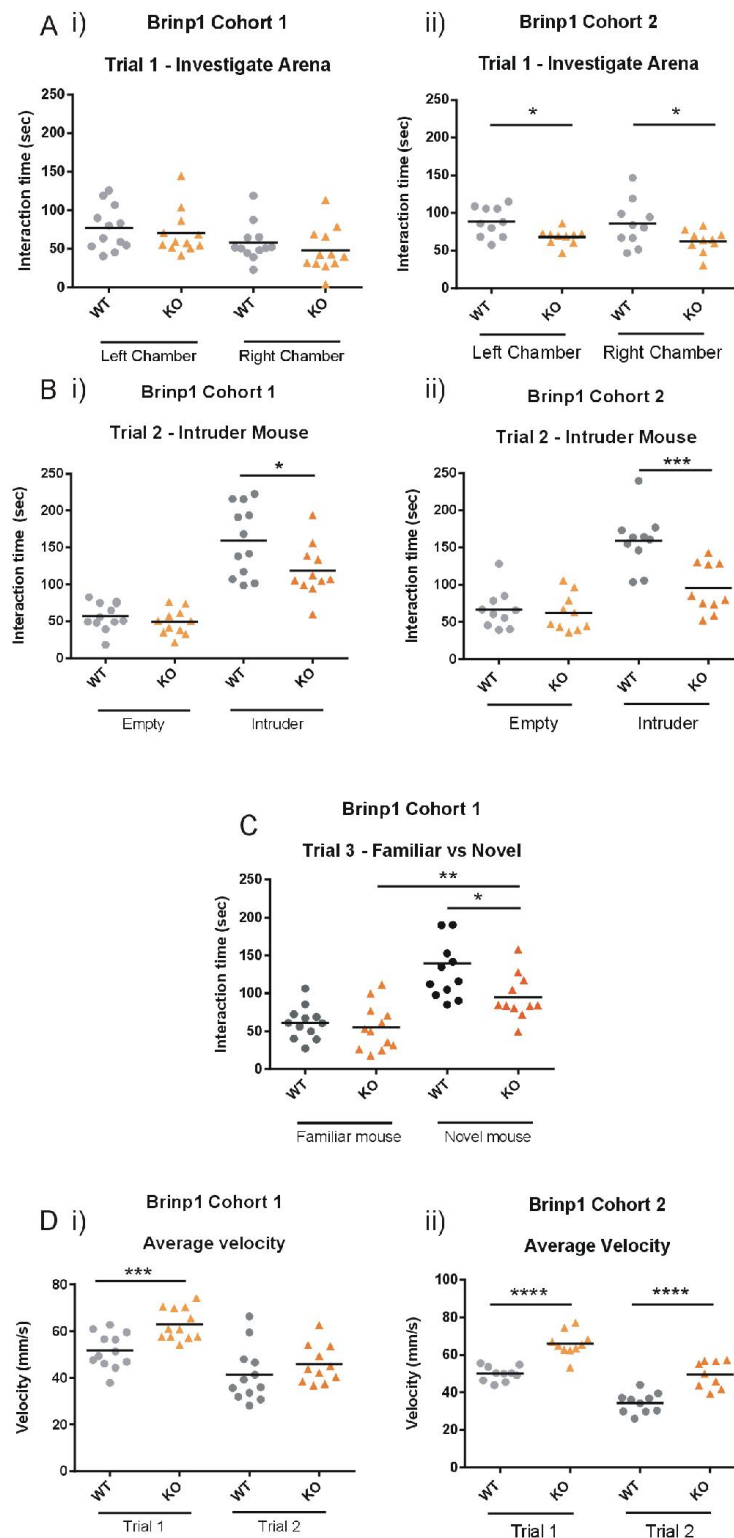 A i)
Brinp1 Cohort 1
Trial 1 - Investigate Arena
Interaction time (sec)
250
200
150
100
50
0
WT
KO
WT
KO
Left Chamber
Right Chamber
ii)
Brinp1 Cohort 2
Trial 1 - Investigate Arena
Interaction time (sec)
250
200
150
100
50
0
*
*
WT
KO
WT
KO
Left Chamber
Right Chamber
B i)
Brinp1 Cohort 1
Trial 2 - Intruder Mouse
Interaction time (sec)
250
200
150
100
50
0
*
WT
KO
WT
KO
Empty
Intruder
ii)
Brinp1 Cohort 2
Trial 2 - Intruder Mouse
Interaction time (sec)
250
200
150
100
50
0
***
WT
KO
WT
KO
Empty
Intruder
C
Brinp1 Cohort 1
Trial 3 - Familiar vs Novel
Interaction time (sec)
250
200
150
100
50
0
**
*
WT
KO
WT
KO
Familiar mouse
Novel mouse
D i)
Brinp1 Cohort 1
Average velocity
Velocity (mm/s)
80
60
40
20
0
***
WT
KO
WT
KO
Trial 1
Trial 2
ii)
Brinp1 Cohort 2
Average Velocity
Velocity (mm/s)
100
80
60
40
20
0
****
****
WT
KO
WT
KO
Trial 1
Trial 2